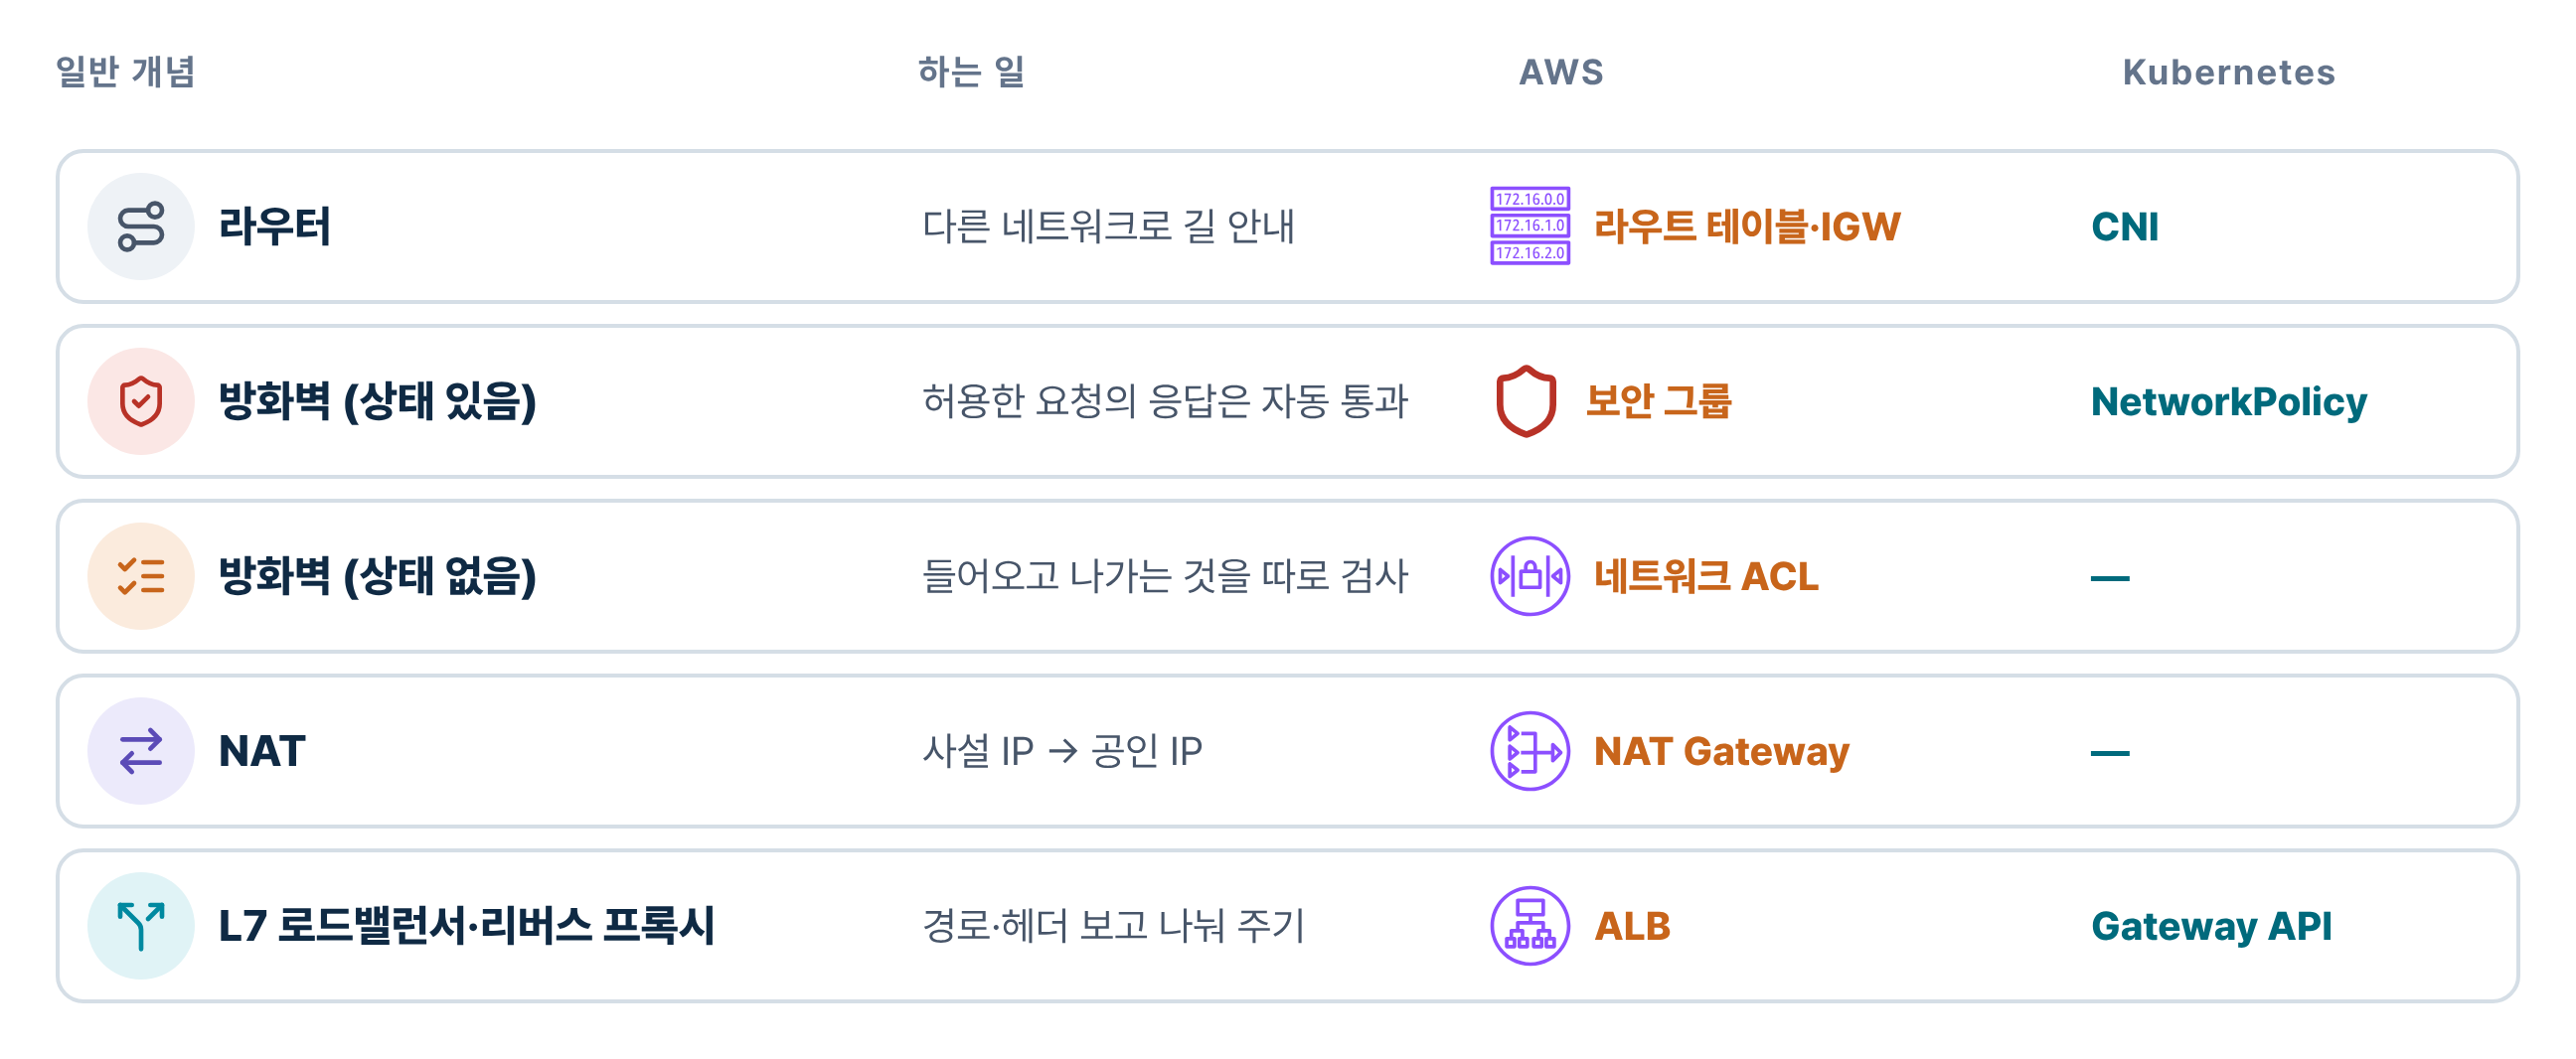 일반 개념 하는 일 AWS Kubernetes
라우터 다른 네트워크로 길 안내 172.16.0.0 172.16.1.0 172.16.2.0 라우트 테이블·IGW CNI
방화벽 (상태 있음) 허용한 요청의 응답은 자동 통과 보안 그룹 NetworkPolicy
방화벽 (상태 없음) 들어오고 나가는 것을 따로 검사 네트워크 ACL —
NAT 사설 IP → 공인 IP NAT Gateway —
L7 로드밸런서·리버스 프록시 경로·헤더 보고 나눠 주기 ALB Gateway API